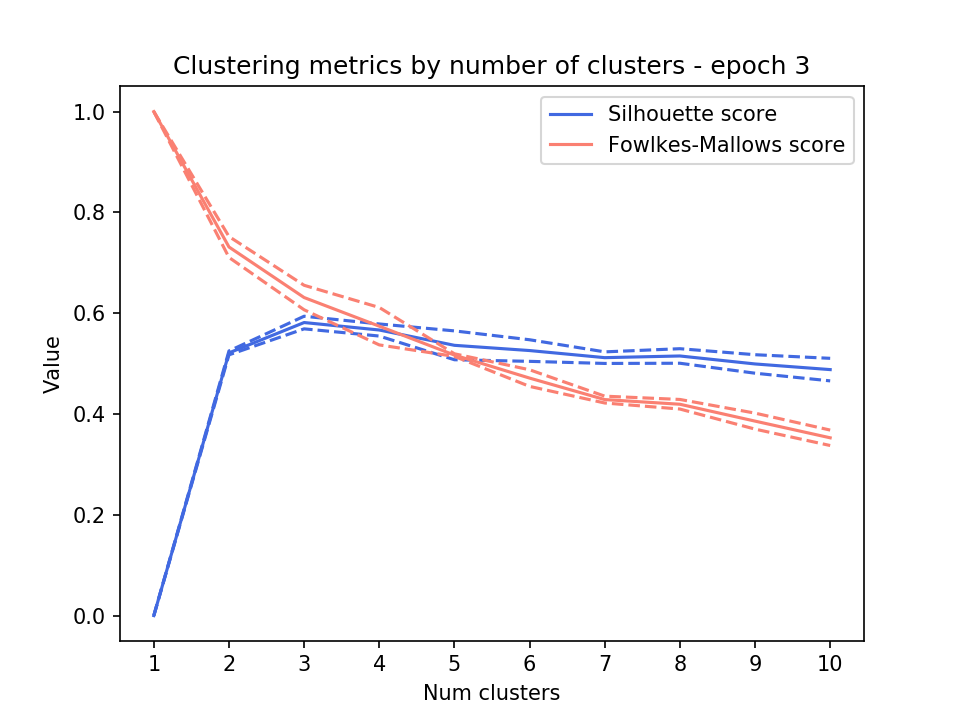 Clustering metrics by number of clusters - epoch 3
Silhouette score
Fowlkes-Mallows score
1.0
0.8
0.6
0.4
0.2
0.0
Value
1 2 3 4 5 6 7 8 9 10
Num clusters